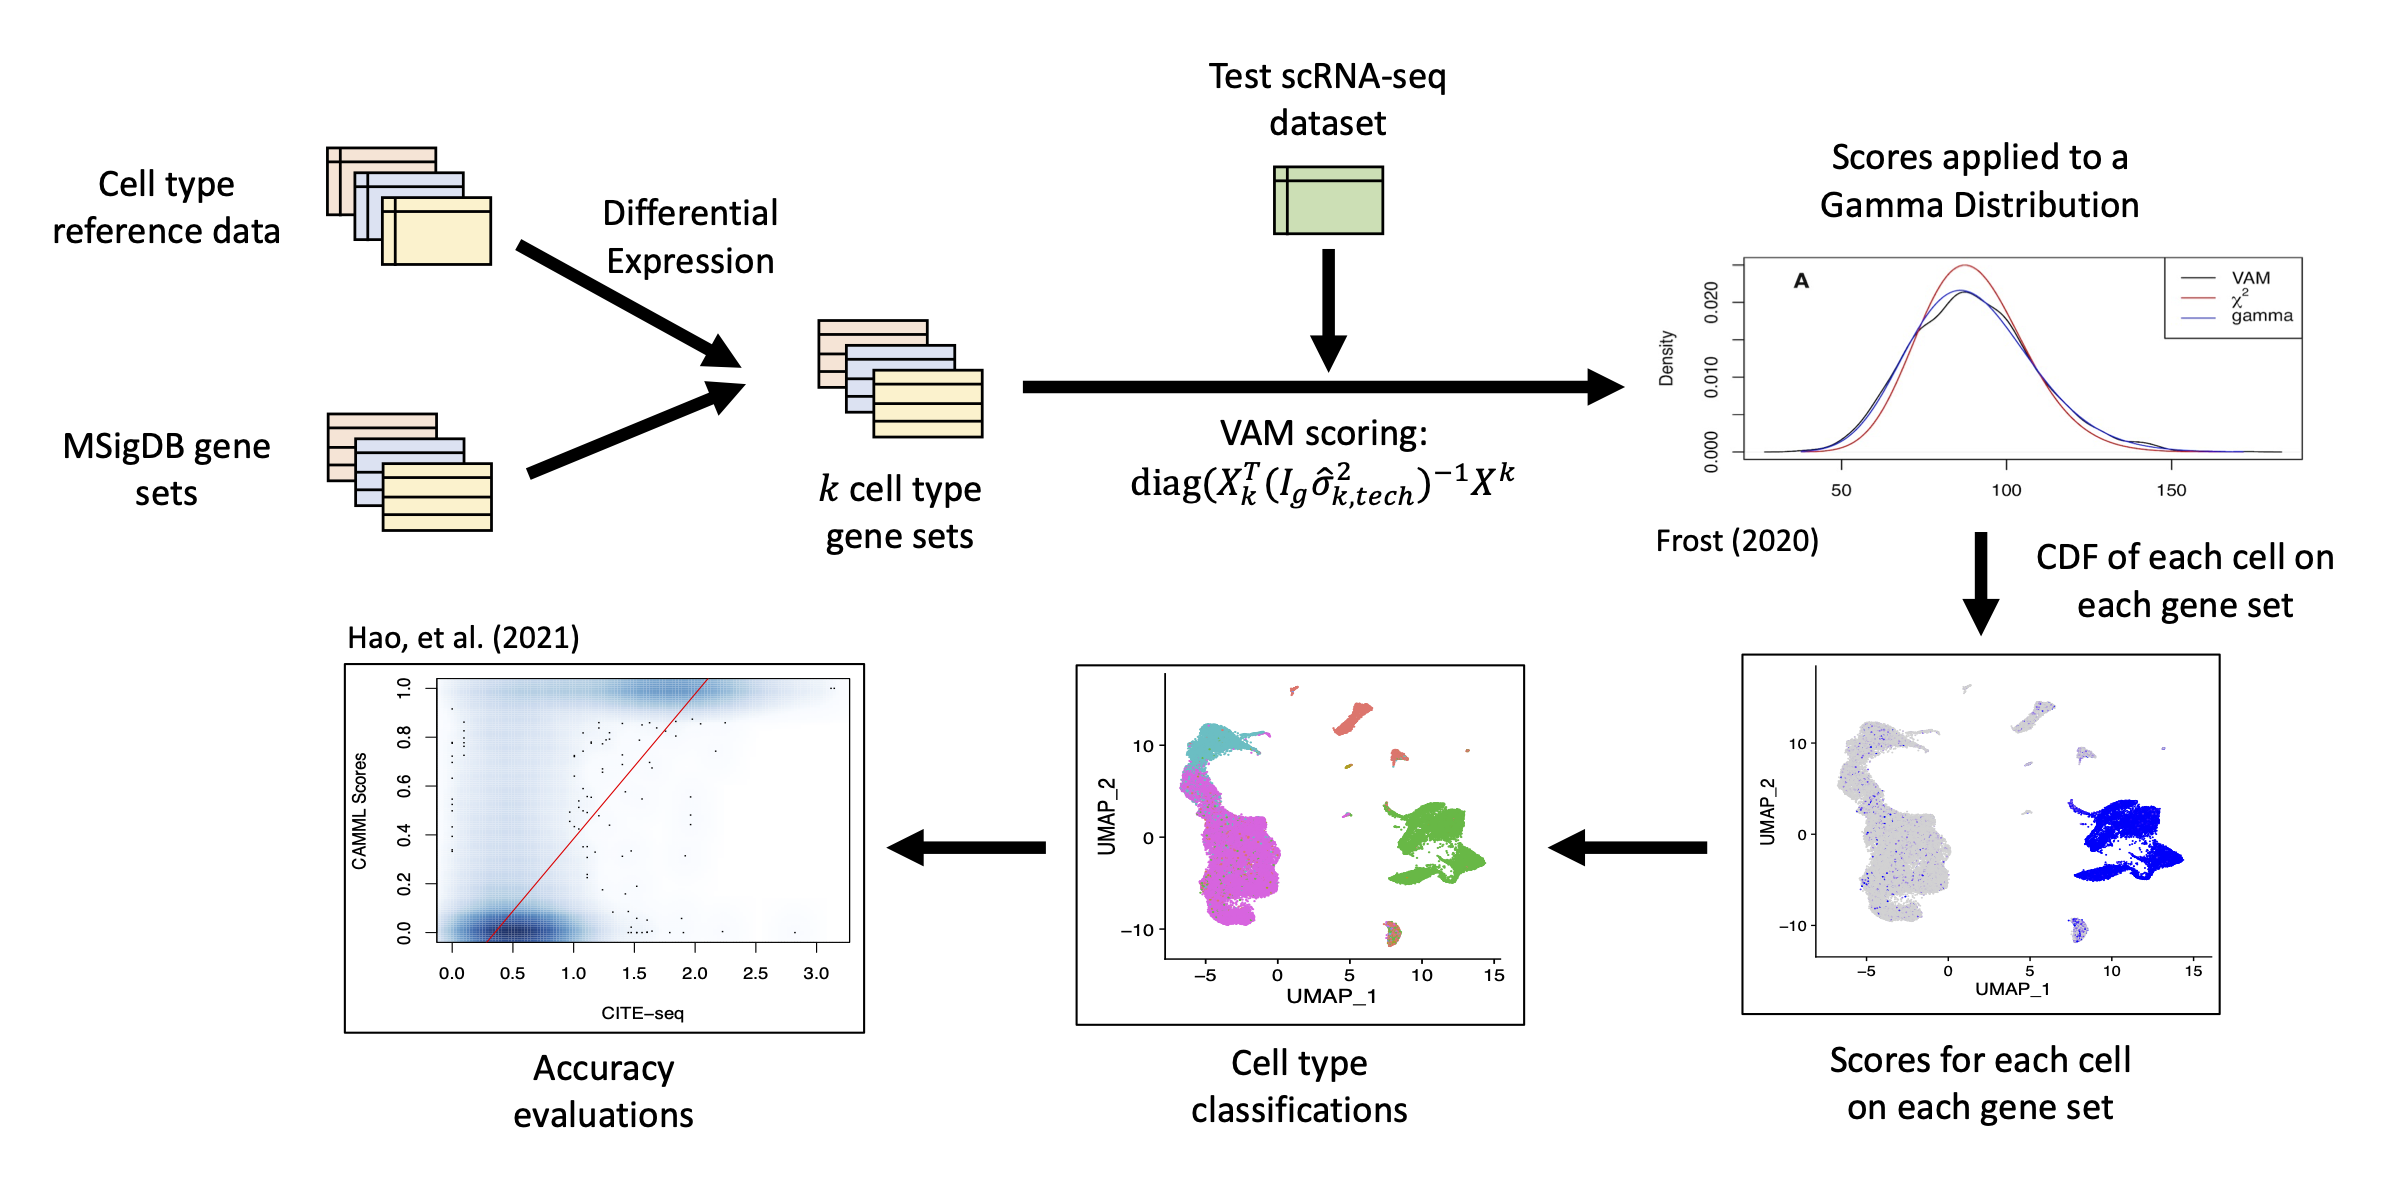 Test scRNA-seq
dataset
Cell type
reference data
Differential
Expression
MSigDB gene
sets
k cell type
gene sets
VAM scoring:
diag(X_k^T(I_g σ̂_{k,tech}^2)^{−1}X^k
Scores applied to a
Gamma Distribution
A
VAM
χ²
gamma
Density
0.000
0.010
0.020
50 100 150
Frost (2020)
CDF of each cell on
each gene set
UMAP_2
10
0
−10
−5 0 5 10 15
UMAP_1
Scores for each cell
on each gene set
UMAP_2
10
0
−10
−5 0 5 10 15
UMAP_1
Cell type
classifications
Hao, et al. (2021)
CAMML Scores
0.0
0.2
0.4
0.6
0.8
1.0
0.0 0.5 1.0 1.5 2.0 2.5 3.0
CITE−seq
Accuracy
evaluations